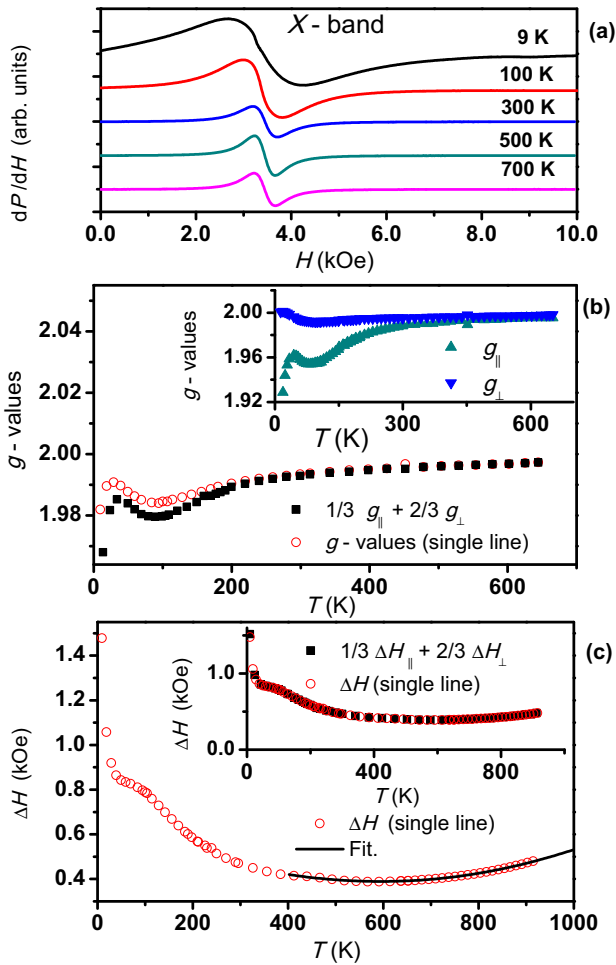 X - band
(a)
9 K
100 K
300 K
500 K
700 K
dP/dH (arb. units)
0.0 2.0 4.0 6.0 8.0 10.0
H (kOe)
(b)
2.04
2.02
2.00
1.98
g - values
2.00
1.96
1.92
g - values
g∥
g⊥
0 300 600
T (K)
1/3 g∥ + 2/3 g⊥
g - values (single line)
0 200 400 600
T (K)
(c)
1.4
1.2
1.0
0.8
0.6
0.4
ΔH (kOe)
1.0
0.0
ΔH (kOe)
1/3 ΔH∥ + 2/3 ΔH⊥
ΔH (single line)
0 400 800
T (K)
ΔH (single line)
Fit.
0 200 400 600 800 1000
T (K)